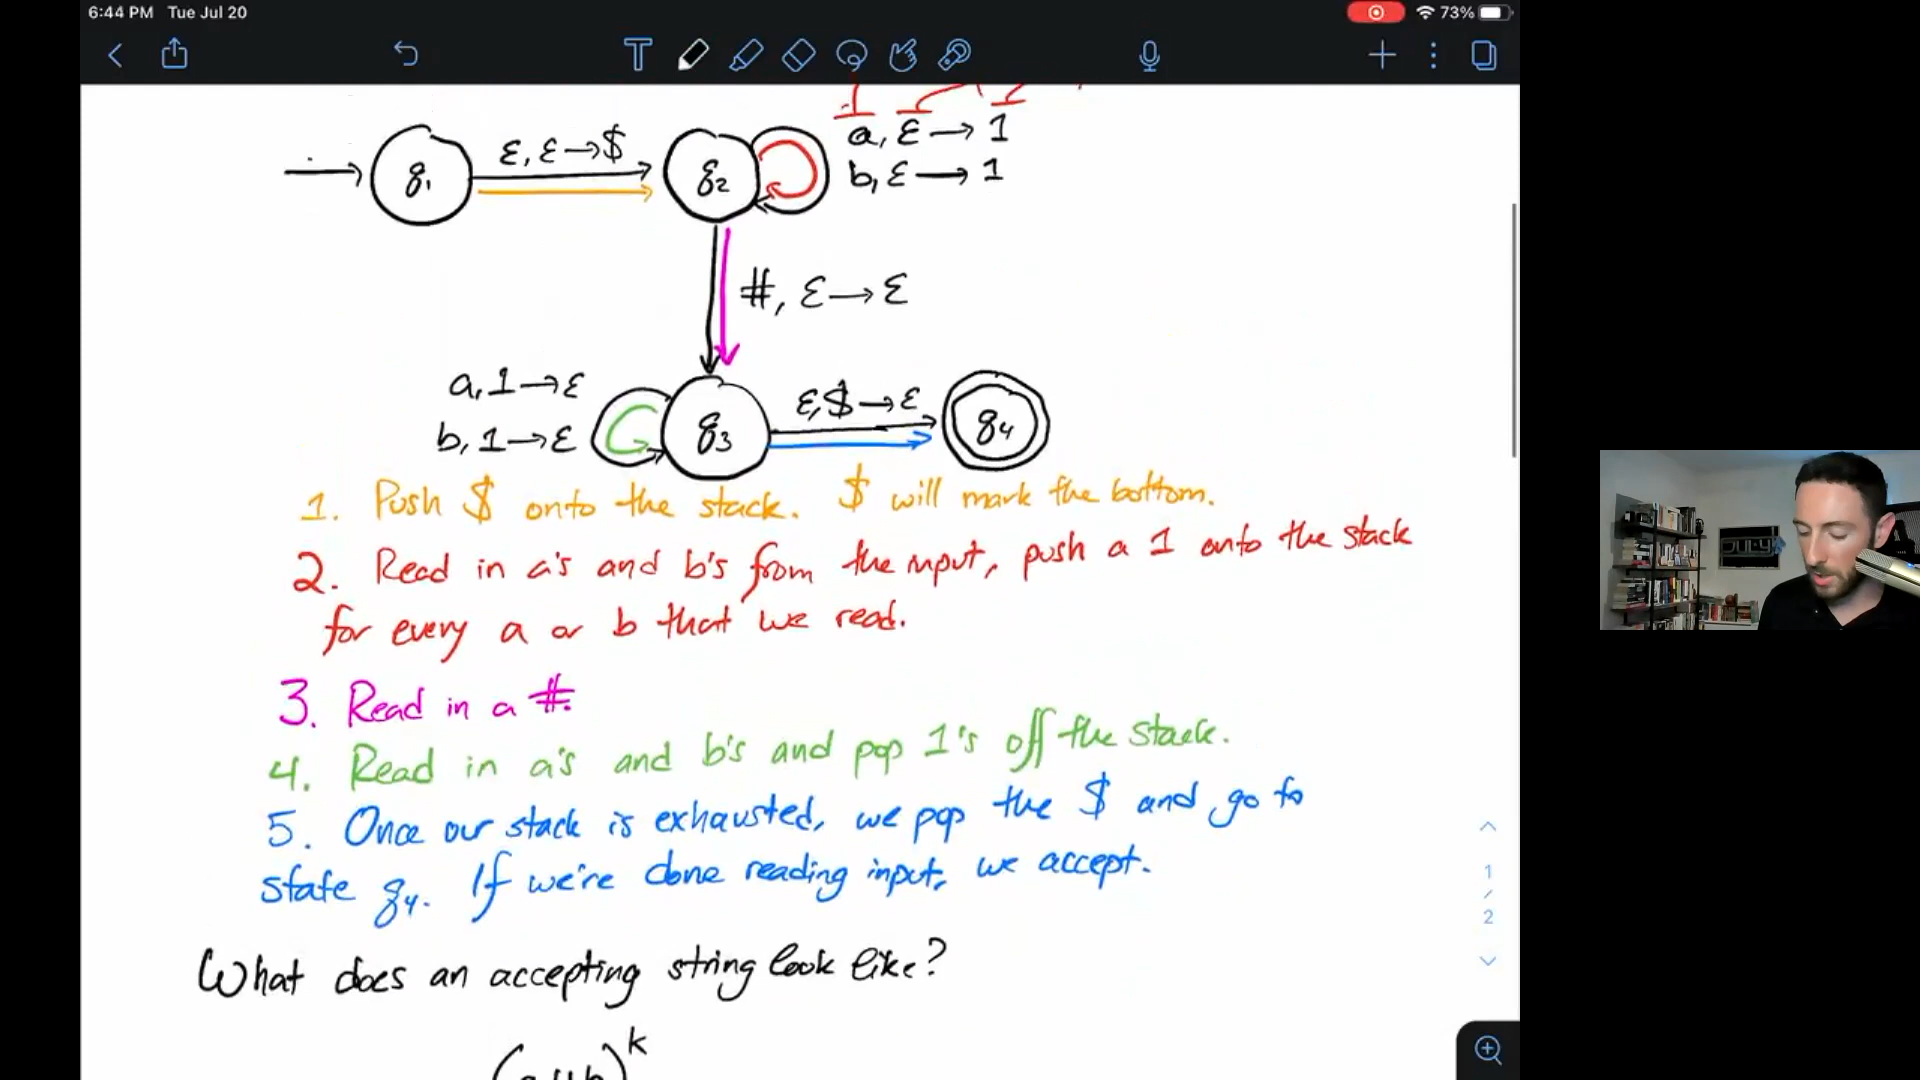 6:44 PM Tue Jul 20
73%
a, ε → 1
b, ε → 1
ε, ε → $
q1
q2
#, ε → ε
a, 1 → ε
b, 1 → ε
q3
ε, $ → ε
q4
1. Push $ onto the stack. $ will mark the bottom.
2. Read in a's and b's from the input, push a 1 onto the stack
for every a or b that we read.
3. Read in a #.
4. Read in a's and b's and pop 1's off the stack.
5. Once our stack is exhausted, we pop the $ and go to
state q4. If we're done reading input, we accept.
What does an accepting string look like?
k
1
/
2